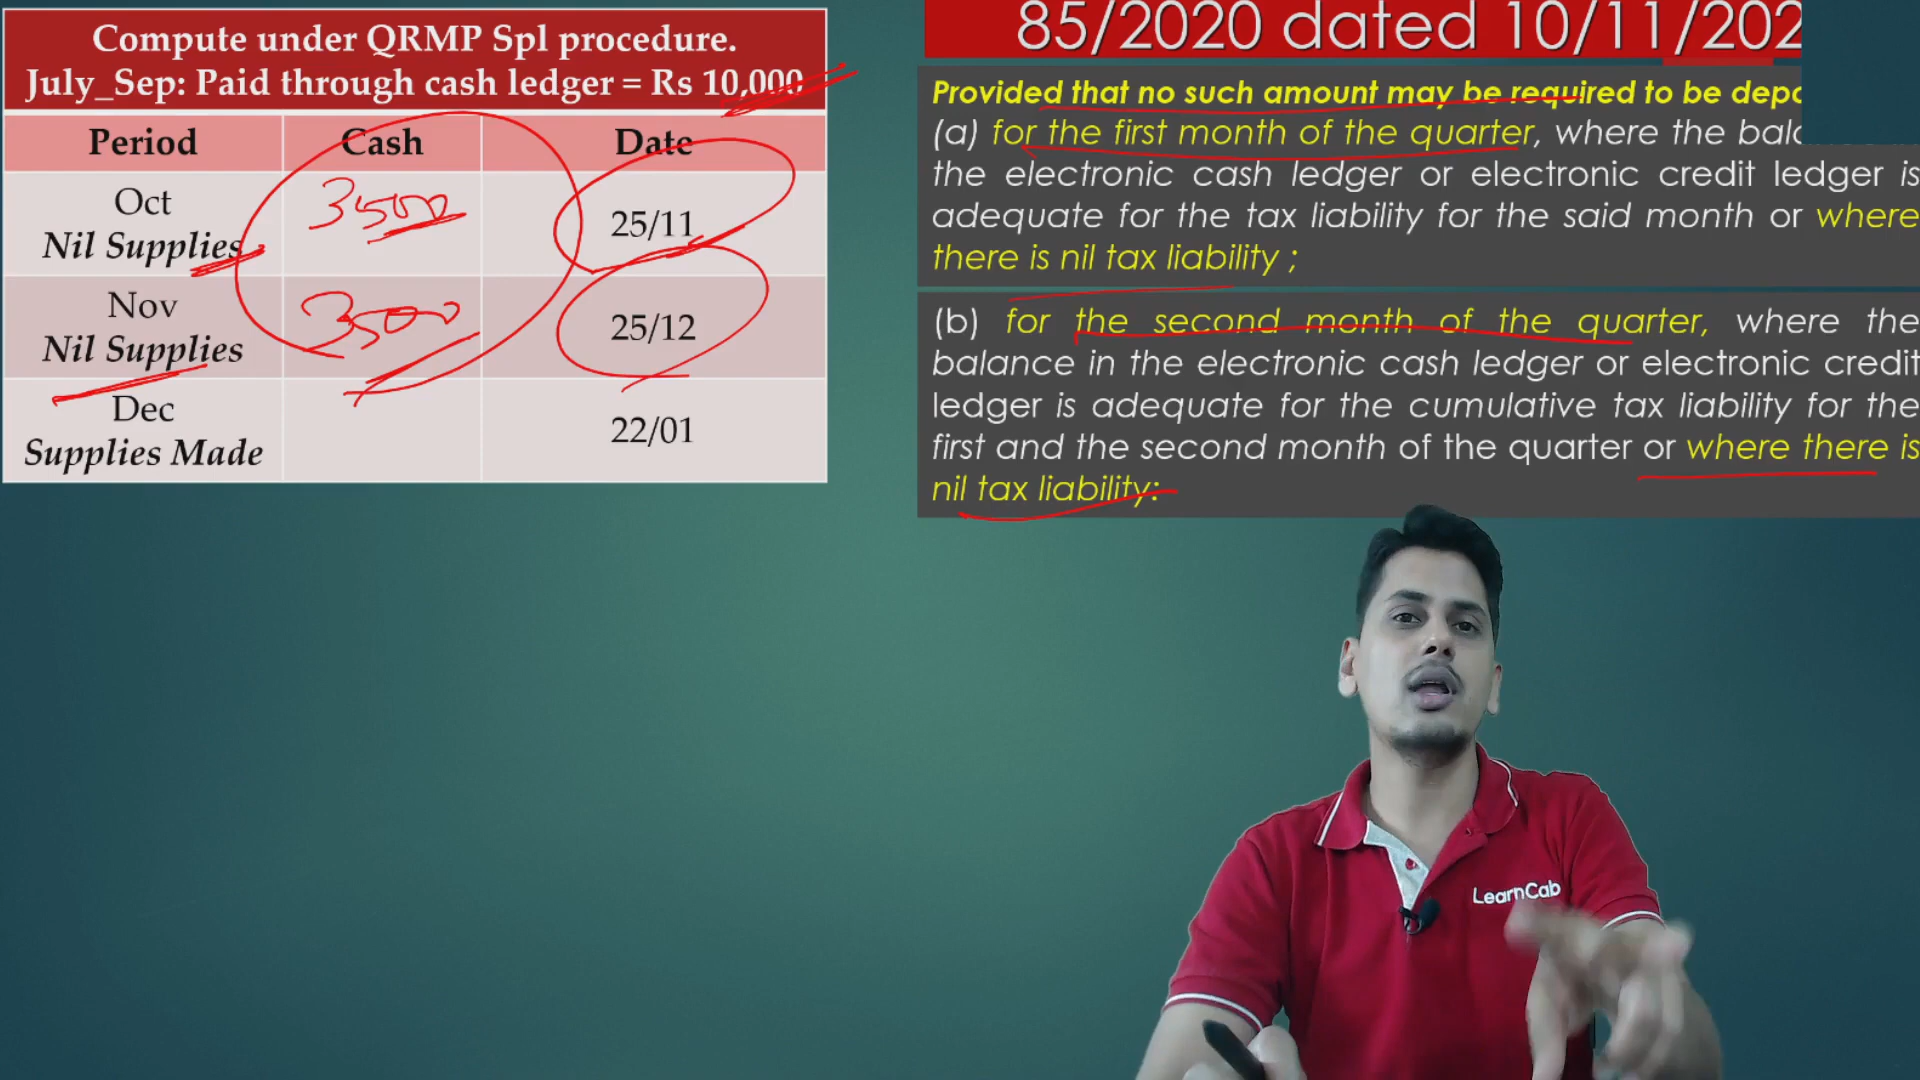 Compute under QRMP Spl procedure.
July_Sep: Paid through cash ledger = Rs 10,000
Period Cash Date
Oct
Nil Supplies
3500
25/11
Nov
Nil Supplies
3500
25/12
Dec
Supplies Made
22/01
85/2020 dated 10/11/202
Provided that no such amount may be required to be depo
(a) for the first month of the quarter, where the bala
the electronic cash ledger or electronic credit ledger is
adequate for the tax liability for the said month or where
there is nil tax liability ;
(b) for the second month of the quarter, where the
balance in the electronic cash ledger or electronic credit
ledger is adequate for the cumulative tax liability for the
first and the second month of the quarter or where there is
nil tax liability:
LearnCab